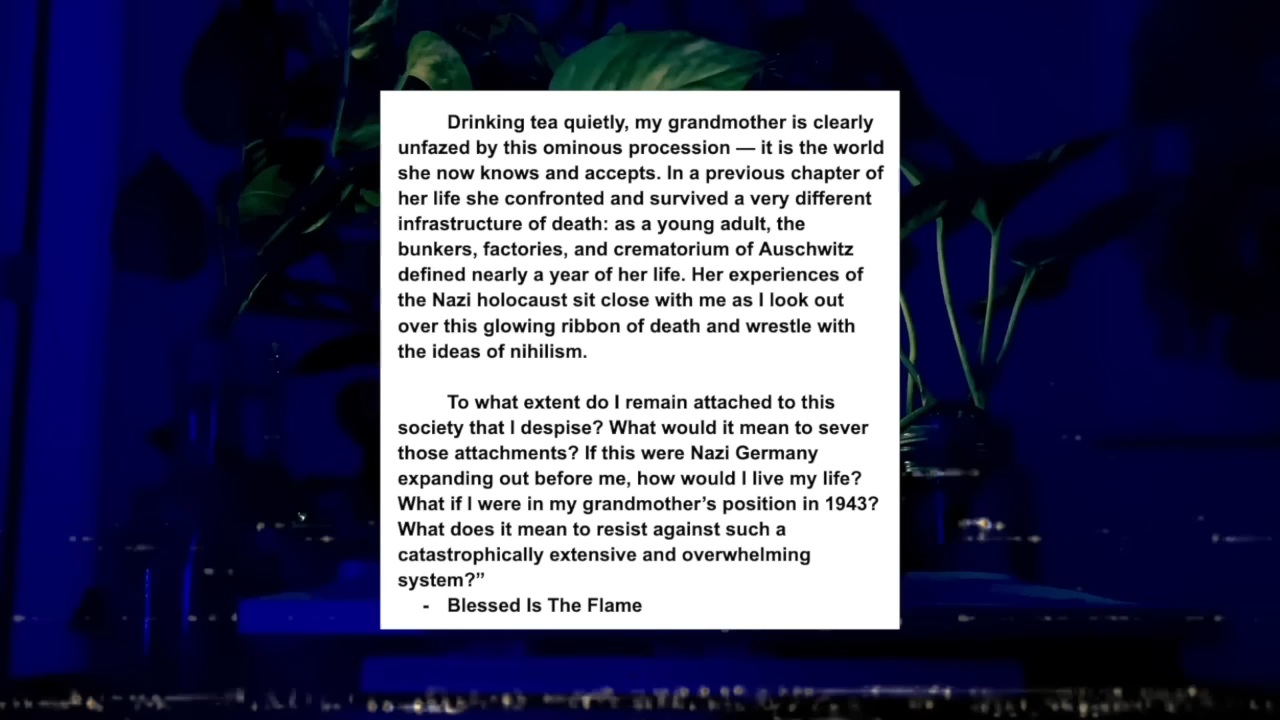 Drinking tea quietly, my grandmother is clearly
unfazed by this ominous procession — it is the world
she now knows and accepts. In a previous chapter of
her life she confronted and survived a very different
infrastructure of death: as a young adult, the
bunkers, factories, and crematorium of Auschwitz
defined nearly a year of her life. Her experiences of
the Nazi holocaust sit close with me as I look out
over this glowing ribbon of death and wrestle with
the ideas of nihilism.
To what extent do I remain attached to this
society that I despise? What would it mean to sever
those attachments? If this were Nazi Germany
expanding out before me, how would I live my life?
What if I were in my grandmother’s position in 1943?
What does it mean to resist against such a
catastrophically extensive and overwhelming
system?”
- Blessed Is The Flame